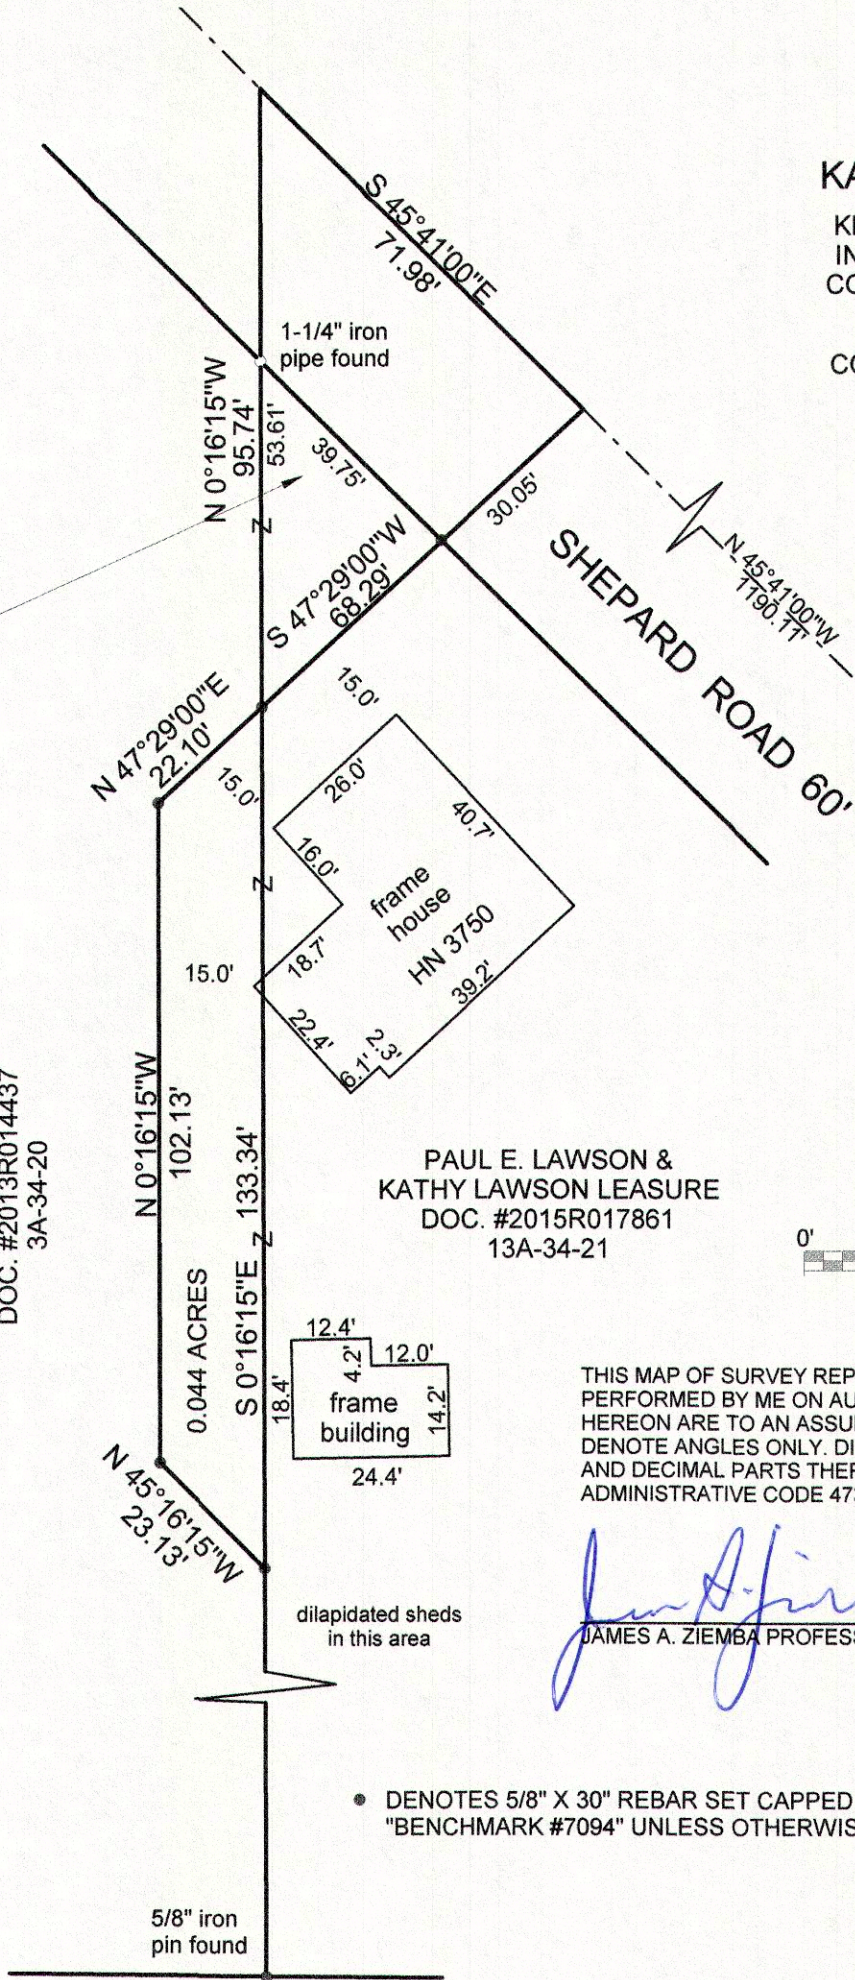 KA
KI
IN
CO
CO
S 45°41'00"E
71.98'
1-1/4" iron
pipe found
N 0°16'15"W
95.74'
53.61'
39.75'
30.05'
Z
S 47°29'00"W
68.29'
SHEPARD ROAD 60'
N 45°41'00"W
1190.11'
N 47°29'00"E
22.10'
15.0'
15.0'
26.0'
40.7'
16.0'
Z
frame
house
HN 3750
18.7'
39.2'
15.0'
22.4'
2.3'
6.1'
N 0°16'15"W
102.13'
DOC. #2013R014437
3A-34-20
S 0°16'15"E 133.34'
Z
PAUL E. LAWSON &
KATHY LAWSON LEASURE
DOC. #2015R017861
13A-34-21
0'
0.044 ACRES
12.4'
4.2'
12.0'
18.4'
frame
building
14.2'
24.4'
THIS MAP OF SURVEY REP
PERFORMED BY ME ON AU
HEREON ARE TO AN ASSU
DENOTE ANGLES ONLY. DI
AND DECIMAL PARTS THER
ADMINISTRATIVE CODE 47
N 45°16'15"W
23.13'
dilapidated sheds
in this area
JAMES A. ZIEMBA PROFESS
DENOTES 5/8" X 30" REBAR SET CAPPED
"BENCHMARK #7094" UNLESS OTHERWIS
5/8" iron
pin found